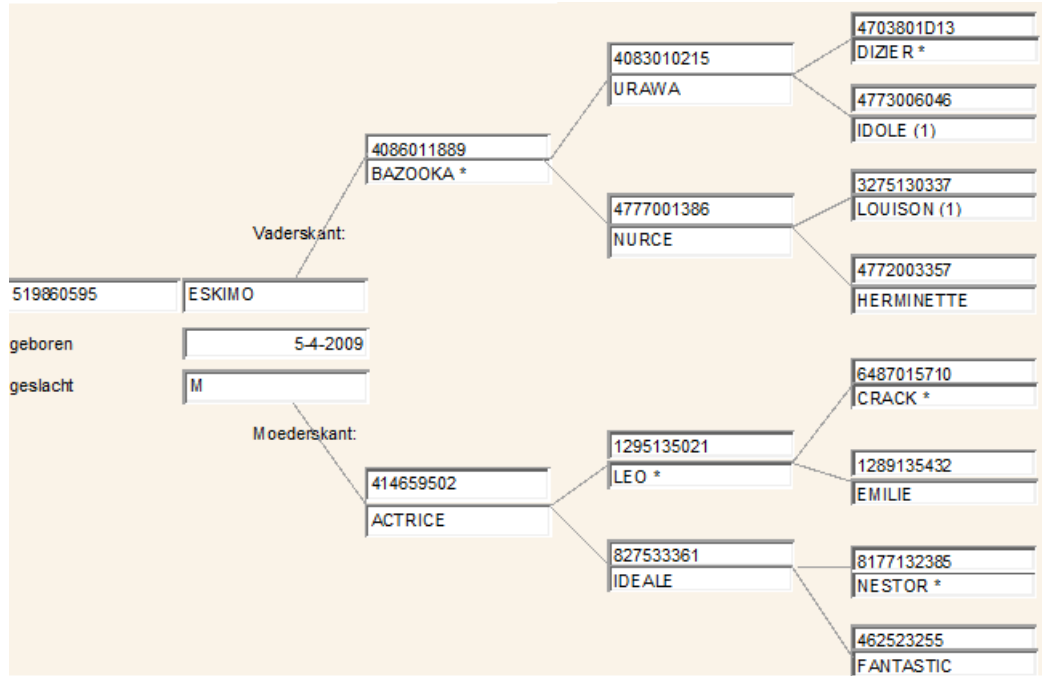 4703801D13
DIZIER *
4083010215
URAWA
4773006046
IDOLE (1)
4086011889
BAZOOKA *
3275130337
LOUISON (1)
4777001386
NURCE
Vaderskant:
4772003357
HERMINETTE
519860595 ESKIMO
geboren 5-4-2009
geslacht M
6487015710
CRACK *
Moederskant:
1295135021
LEO *
1289135432
EMILIE
414659502
ACTRICE
827533361
IDEALE
8177132385
NESTOR *
462523255
FANTASTIC